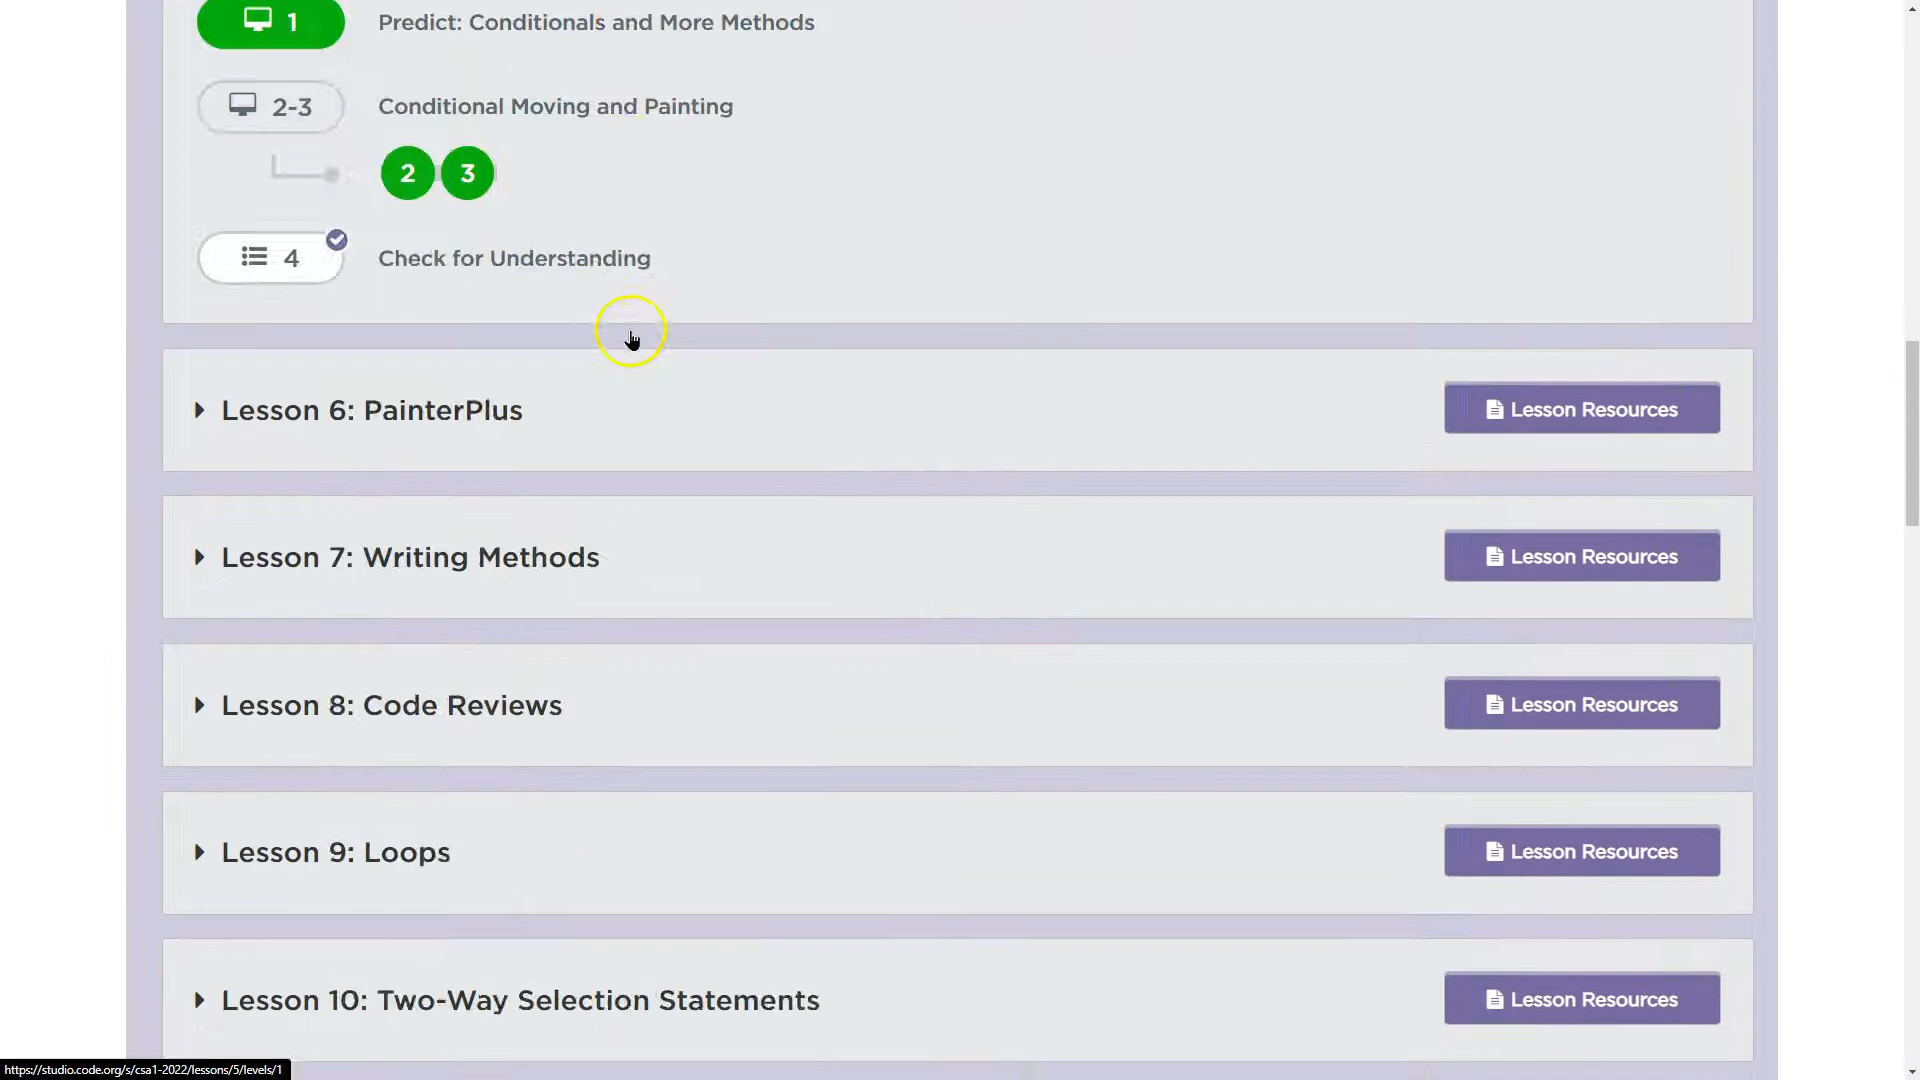 1 Predict: Conditionals and More Methods
2-3 Conditional Moving and Painting
2 3
4 Check for Understanding
Lesson 6: PainterPlus Lesson Resources
Lesson 7: Writing Methods Lesson Resources
Lesson 8: Code Reviews Lesson Resources
Lesson 9: Loops Lesson Resources
Lesson 10: Two-Way Selection Statements Lesson Resources
https://studio.code.org/s/csa1-2022/lessons/5/levels/1